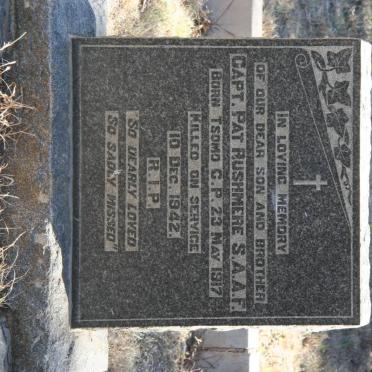 IN LOVING MEMORY
OF OUR DEAR SON AND BROTHER
CAPT. PAT RUSHMERE S.A.A.F.
BORN TSOMO C.P. 23 MAY 1917
KILLED ON SERVICE
10 DEC. 1942.
R.I.P.
"SO DEARLY LOVED
SO SADLY MISSED"